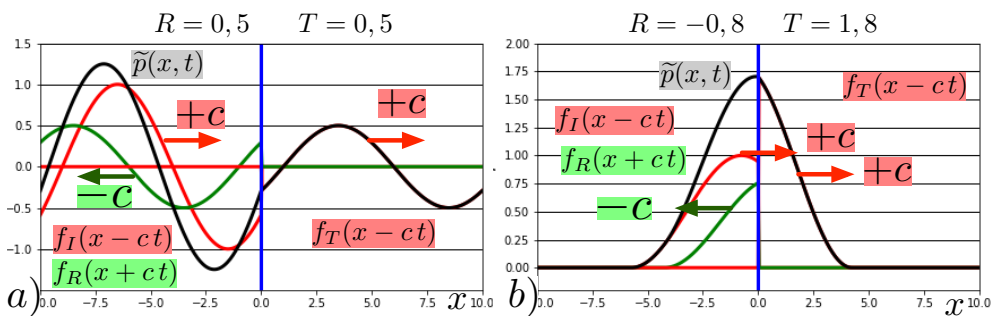 R = 0,5   T = 0,5
p̃(x,t)
+c
+c
−c
f_I(x − ct)
f_R(x + ct)
f_T(x − ct)
1.5
1.0
0.5
0.0
−0.5
−1.0
−10.0 −7.5 −5.0 −2.5 0.0 2.5 5.0 7.5 10.0
a)
x
R = −0,8   T = 1,8
p̃(x,t)
f_T(x − ct)
f_I(x − ct)
f_R(x + ct)
+c
+c
−c
2.00
1.75
1.50
1.25
1.00
0.75
0.50
0.25
0.00
−7.5 −5.0 −2.5 0.0 2.5 5.0 7.5 10.0
b)
x